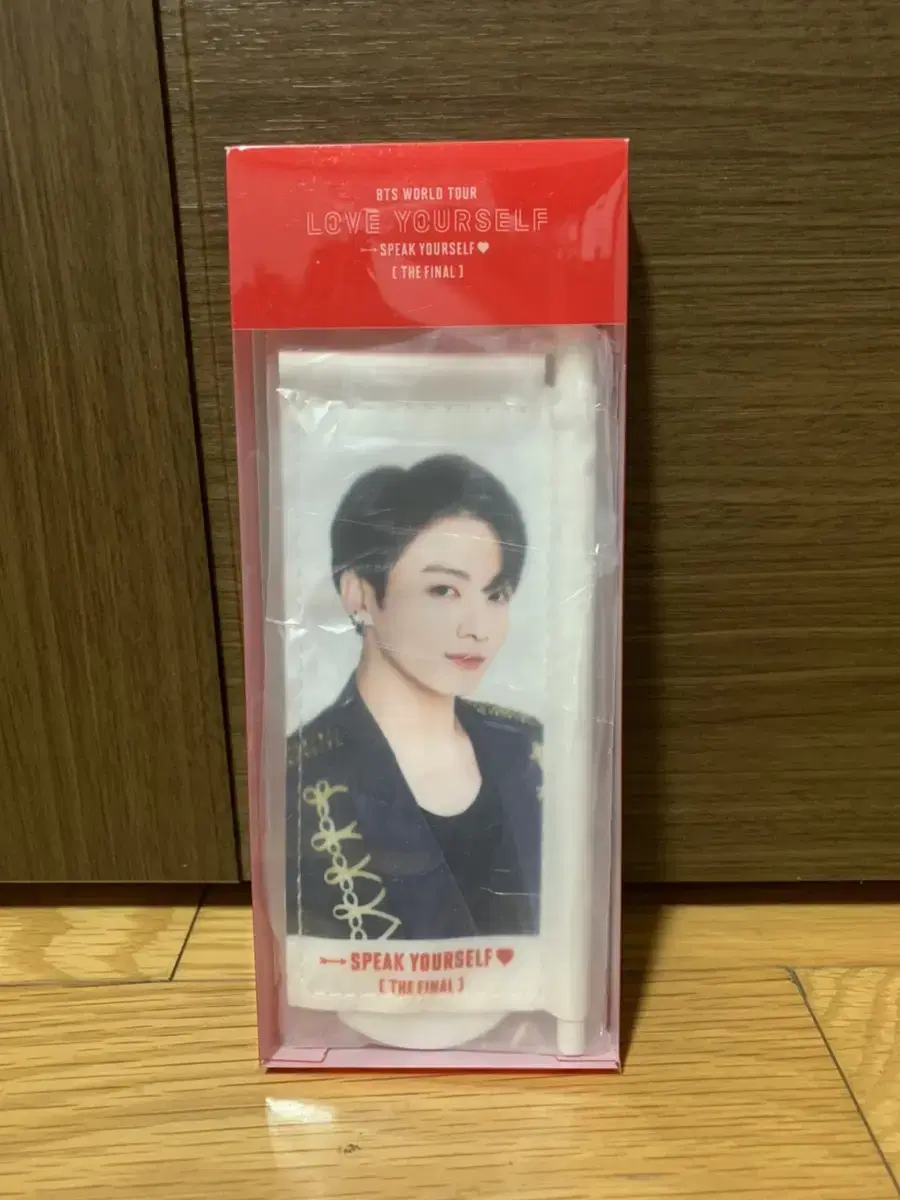 BTS WORLD TOUR
LOVE YOURSELF
SPEAK YOURSELF
[ THE FINAL ]
SPEAK YOURSELF
[ THE FINAL ]